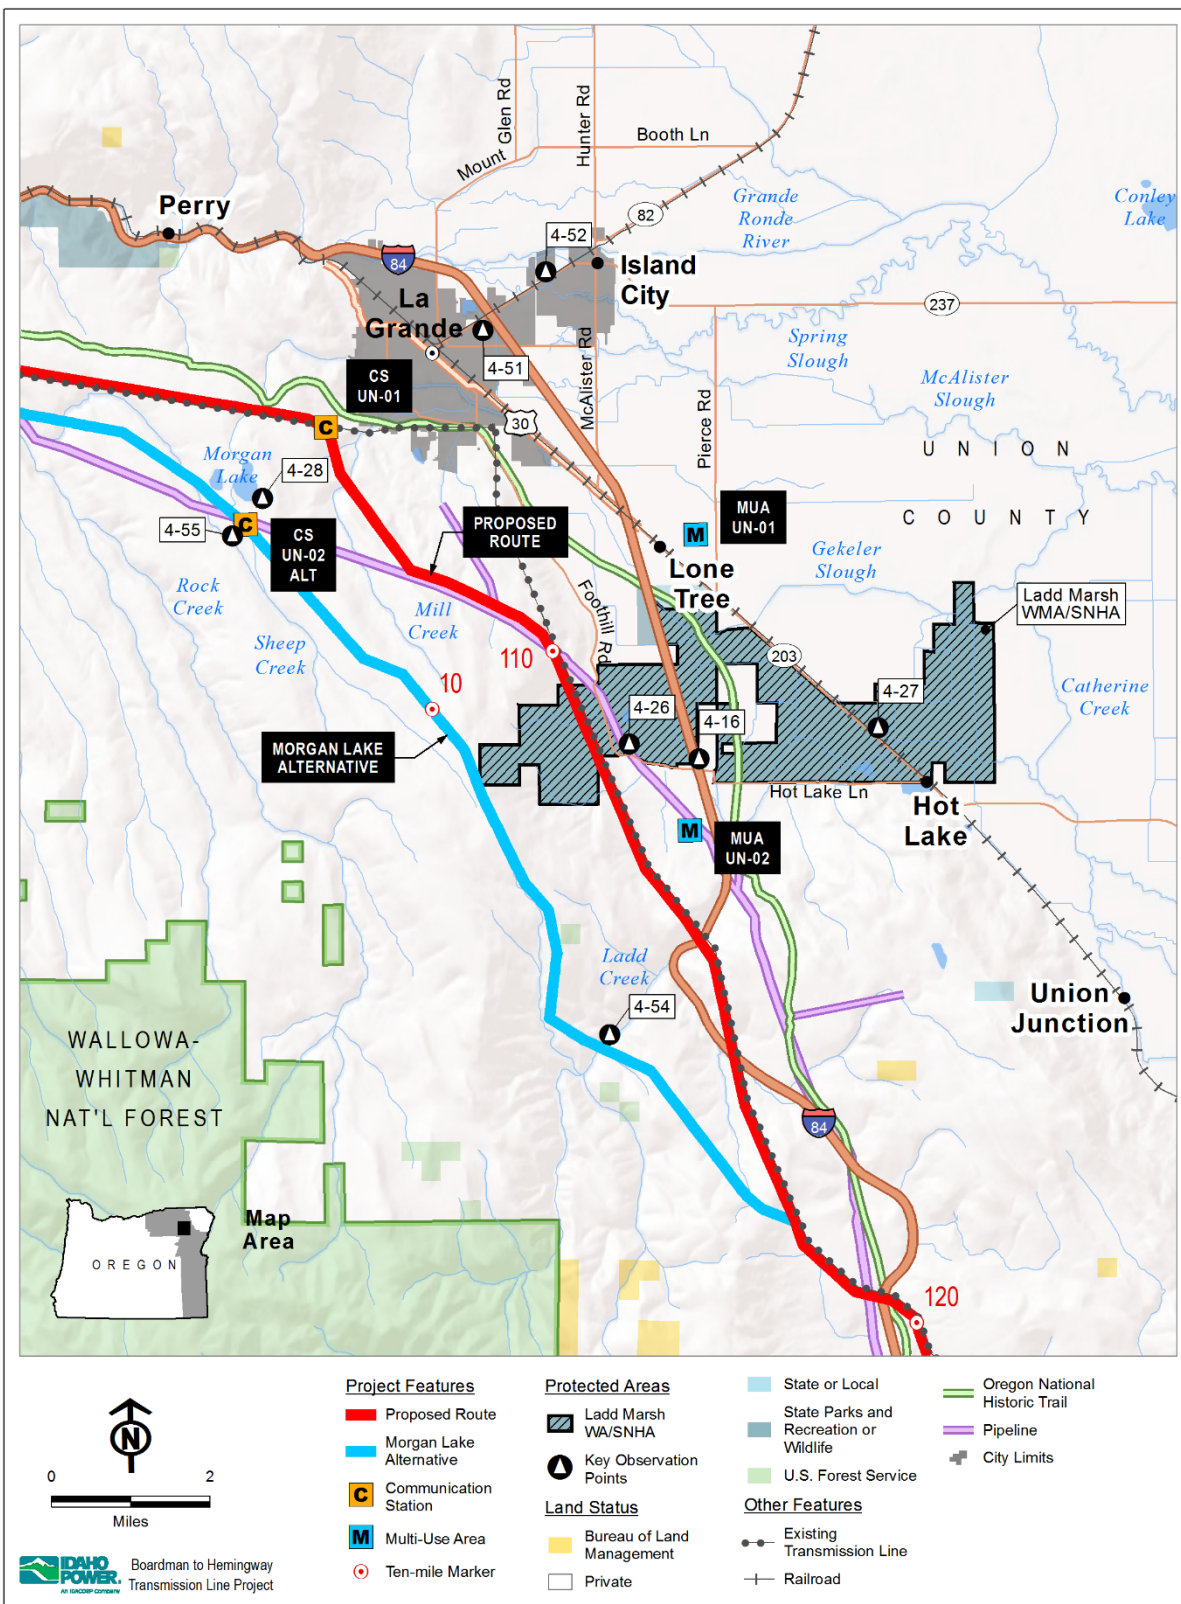 Mount
Glen Rd
Hunter Rd
Booth Ln
Perry
82
Grande
Ronde
River
Conley
Lake
4-52
84
Island
City
La
Grande
237
4-51
McAlister Rd
Spring
Slough
CS
UN-01
Pierce Rd
McAlister
Slough
30
UNION
COUNTY
Morgan
Lake
4-28
4-55
CS
UN-02
ALT
PROPOSED
ROUTE
MUA
UN-01
Lone
Tree
Gekeler
Slough
Rock
Creek
Mill
Creek
Foothill Rd
Ladd Marsh
WMA/SNHA
Sheep
Creek
110
203
10
4-26
4-16
4-27
Catherine
Creek
MORGAN LAKE
ALTERNATIVE
Hot Lake Ln
Hot
Lake
MUA
UN-02
Ladd
Creek
4-54
Union
Junction
WALLOWA-
WHITMAN
NAT'L FOREST
84
Map
Area
OREGON
120
N
0 2
Miles
IDAHO
POWER.
An IDACORP Company
Boardman to Hemingway
Transmission Line Project
Project Features
Proposed Route
Morgan Lake
Alternative
C
Communication
Station
M
Multi-Use Area
Ten-mile Marker
Protected Areas
Ladd Marsh
WA/SNHA
Key Observation
Points
Land Status
Bureau of Land
Management
Private
State or Local
State Parks and
Recreation or
Wildlife
U.S. Forest Service
Other Features
Existing
Transmission Line
Railroad
Oregon National
Historic Trail
Pipeline
City Limits
C
C
M
M